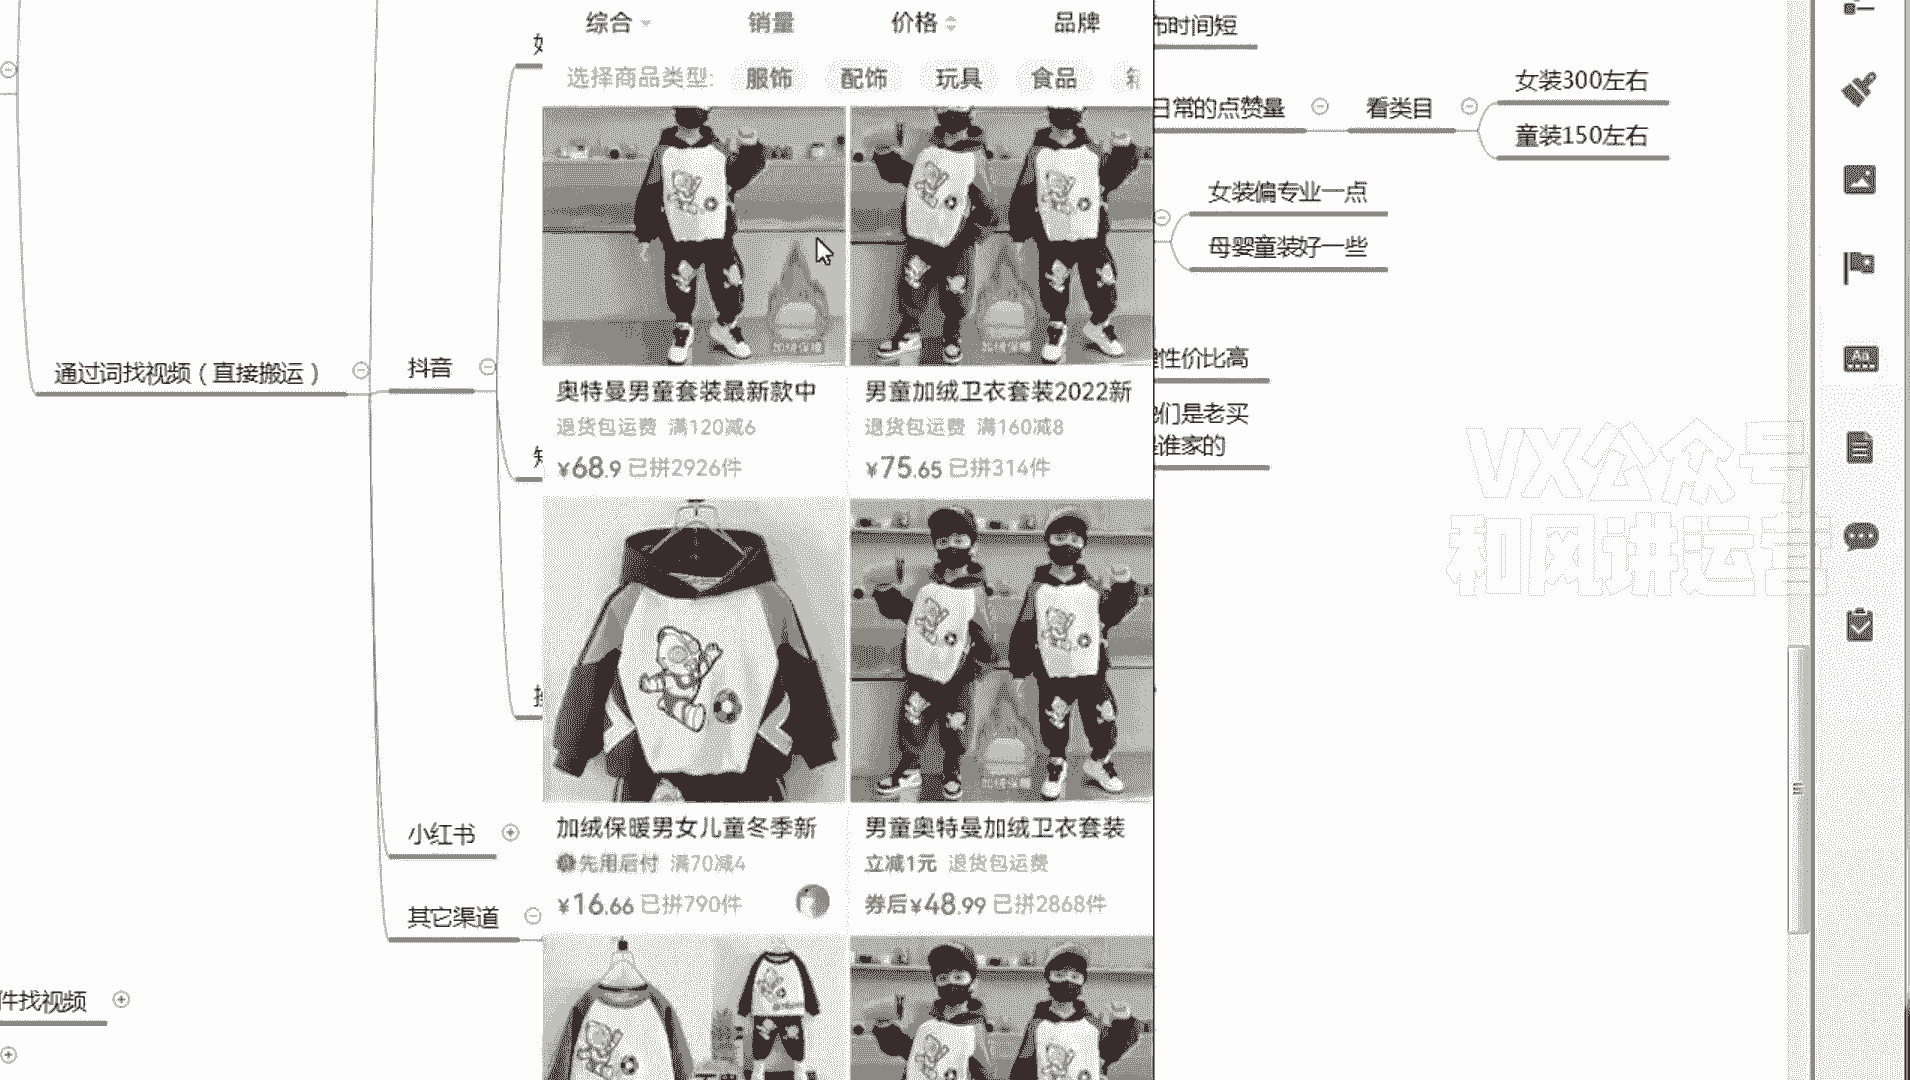 综合
销量
价格
品牌
选择商品类型:
服饰
配饰
玩具
食品
奥特曼男童套装最新款中
退货包运费 满120减6
¥68.9 已拼2926件
男童加绒卫衣套装2022新
退货包运费 满160减8
¥75.65 已拼314件
加绒保暖男女儿童冬季新
先用后付 满70减4
¥16.66 已拼790件
男童奥特曼加绒卫衣套装
立减1元 退货包运费
券后¥48.99 已拼2868件
通过词找视频（直接搬运）
抖音
小红书
其它渠道
件找视频
布时间短
日常的点赞量
看类目
女装300左右
童装150左右
女装偏专业一点
母婴童装好一些
性价比高
们是老买
谁家的
VX公众号
和风讲运营